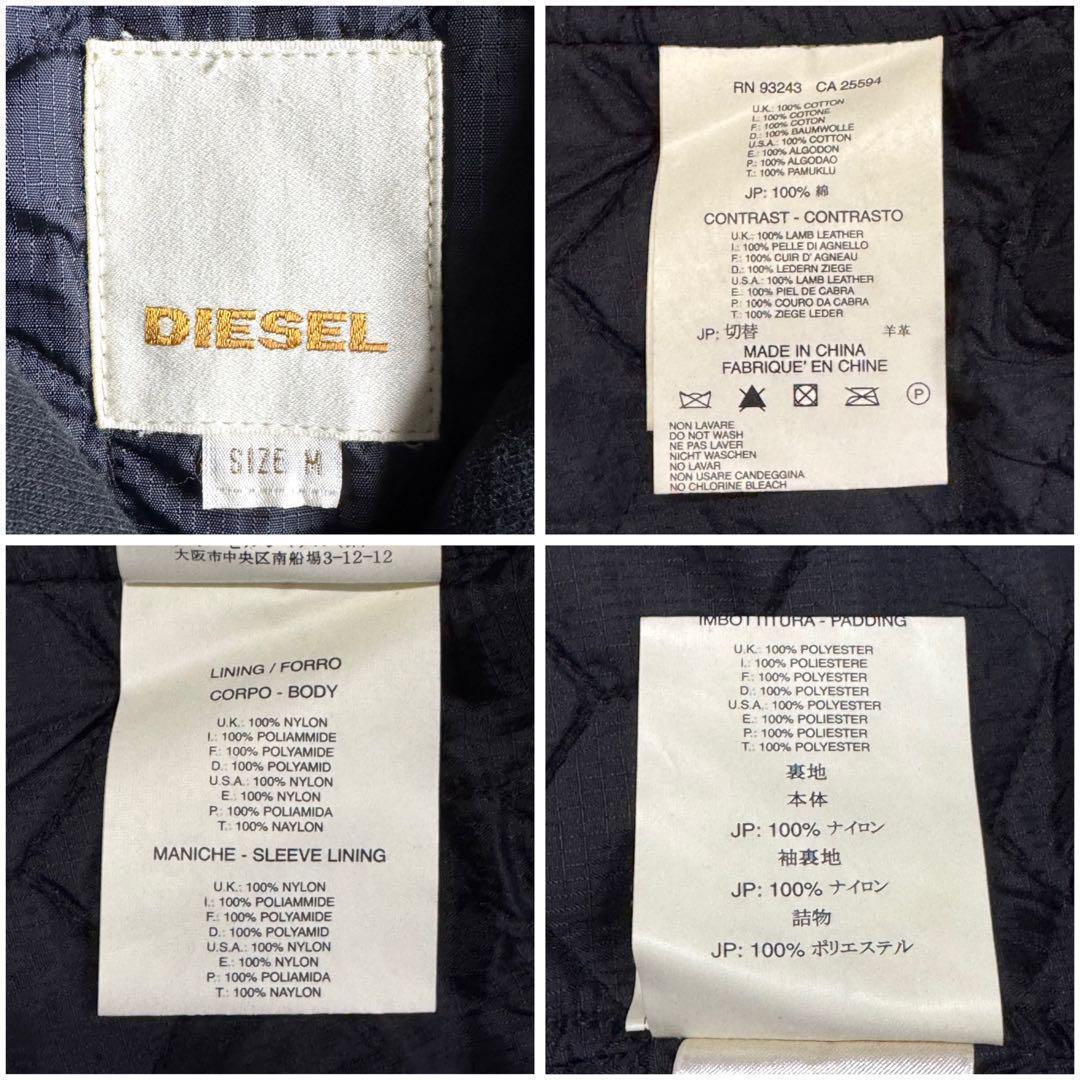 DIESEL
SIZE M
RN 93243 CA 25594
U.K.: 100% COTTON
I.: 100% COTONE
F.: 100% COTON
D.: 100% BAUMWOLLE
U.S.A.: 100% COTTON
E.: 100% ALGODON
P.: 100% ALGODAO
T.: 100% PAMUKLU
JP: 100% 綿
CONTRAST - CONTRASTO
U.K.: 100% LAMB LEATHER
I.: 100% PELLE DI AGNELLO
F.: 100% CUIR D' AGNEAU
D.: 100% LEDERN ZIEGE
U.S.A.: 100% LAMB LEATHER
E.: 100% PIEL DE CABRA
P.: 100% COURO DA CABRA
T.: 100% ZIEGE LEDER
JP: 切替 羊革
MADE IN CHINA
FABRIQUE' EN CHINE
P
NON LAVARE
DO NOT WASH
NE PAS LAVER
NICHT WASCHEN
NO LAVAR
NON USARE CANDEGGINA
NO CHLORINE BLEACH
大阪市中央区南船場3-12-12
LINING / FORRO
CORPO - BODY
U.K.: 100% NYLON
I.: 100% POLIAMMIDE
F.: 100% POLYAMIDE
D.: 100% POLYAMID
U.S.A.: 100% NYLON
E.: 100% NYLON
P.: 100% POLIAMIDA
T.: 100% NAYLON
MANICHE - SLEEVE LINING
U.K.: 100% NYLON
I.: 100% POLIAMMIDE
F.: 100% POLYAMIDE
D.: 100% POLYAMID
U.S.A.: 100% NYLON
E.: 100% NYLON
P.: 100% POLIAMIDA
T.: 100% NAYLON
IMBOTTITURA - PADDING
U.K.: 100% POLYESTER
I.: 100% POLIESTERE
F.: 100% POLYESTER
D.: 100% POLYESTER
U.S.A.: 100% POLYESTER
E.: 100% POLIESTER
P.: 100% POLIESTER
T.: 100% POLYESTER
裏地
本体
JP: 100% ナイロン
袖裏地
JP: 100% ナイロン
詰物
JP: 100% ポリエステル